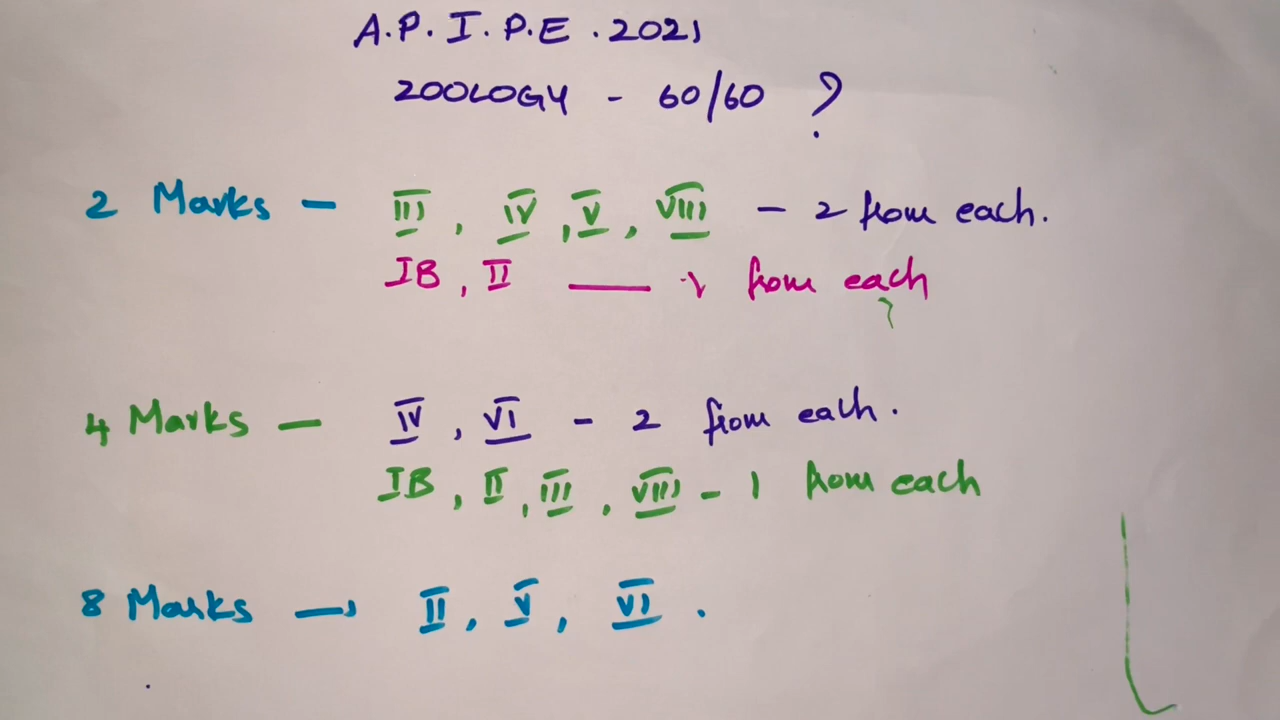 A.P.I.P.E.2021
ZOOLOGY - 60/60 ?
2 Marks - III, IV, V, VIII - 2 from each.
IB, II — 1 from each
4 Marks - IV, VI - 2 from each.
IB, II, III, VIII - 1 from each
8 Marks → II, V, VI.